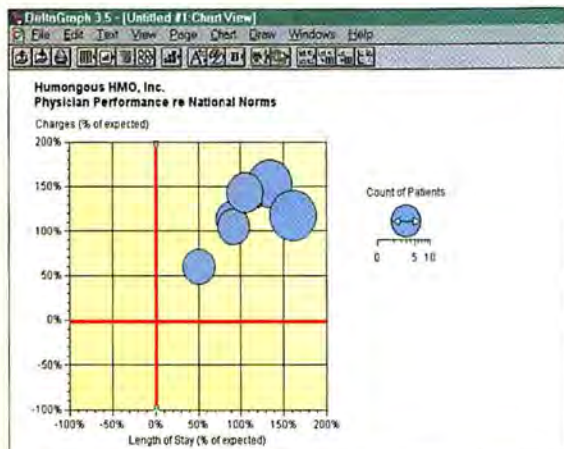 DeltaGraph 3.5 - [Untitled #1:Chart View]
File Edit Text View Page Chart Draw Windows Help
Humongous HMO, Inc.
Physician Performance re National Norms
Charges (% of expected)
200%
150%
100%
50%
0%
-50%
-100%
-100% -50% 0% 50% 100% 150% 200%
Length of Stay (% of expected)
Count of Patients
0 5 10